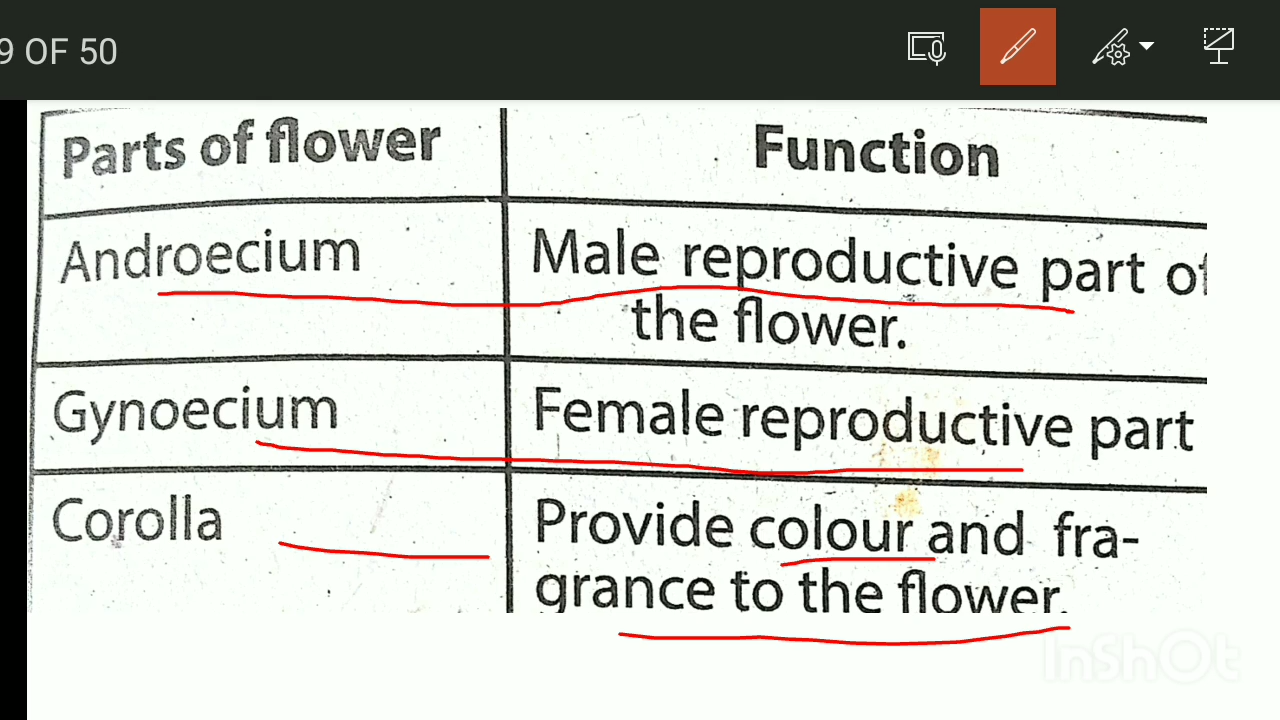 9 OF 50
Parts of flower
Function
Androecium
Male reproductive part of
the flower.
Gynoecium
Female reproductive part
Corolla
Provide colour and fra-
grance to the flower.
InShOt